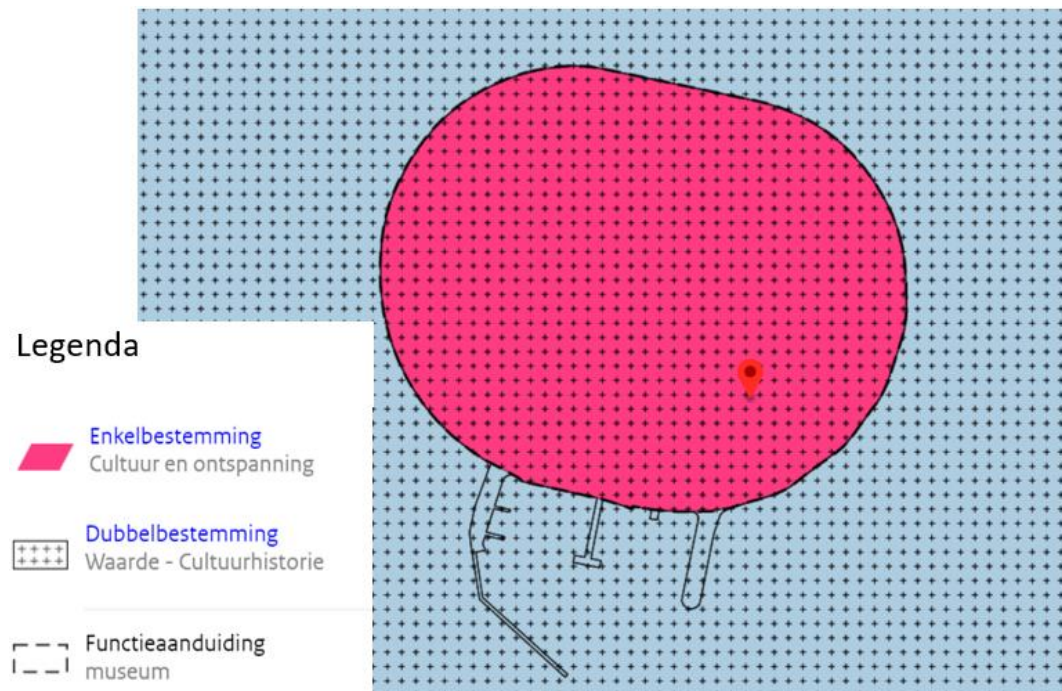 Legenda
Enkelbestemming
Cultuur en ontspanning
Dubbelbestemming
Waarde - Cultuurhistorie
Functieaanduiding
museum